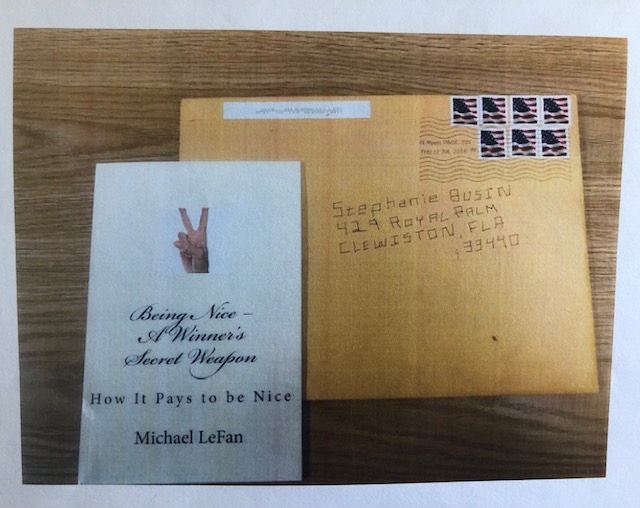 Stephanie BUSIN
419 ROYAL PALM
CLEWISTON, FLA
,33440
Being Nice –
A Winner's
Secret Weapon
How It Pays to be Nice
Michael LeFan